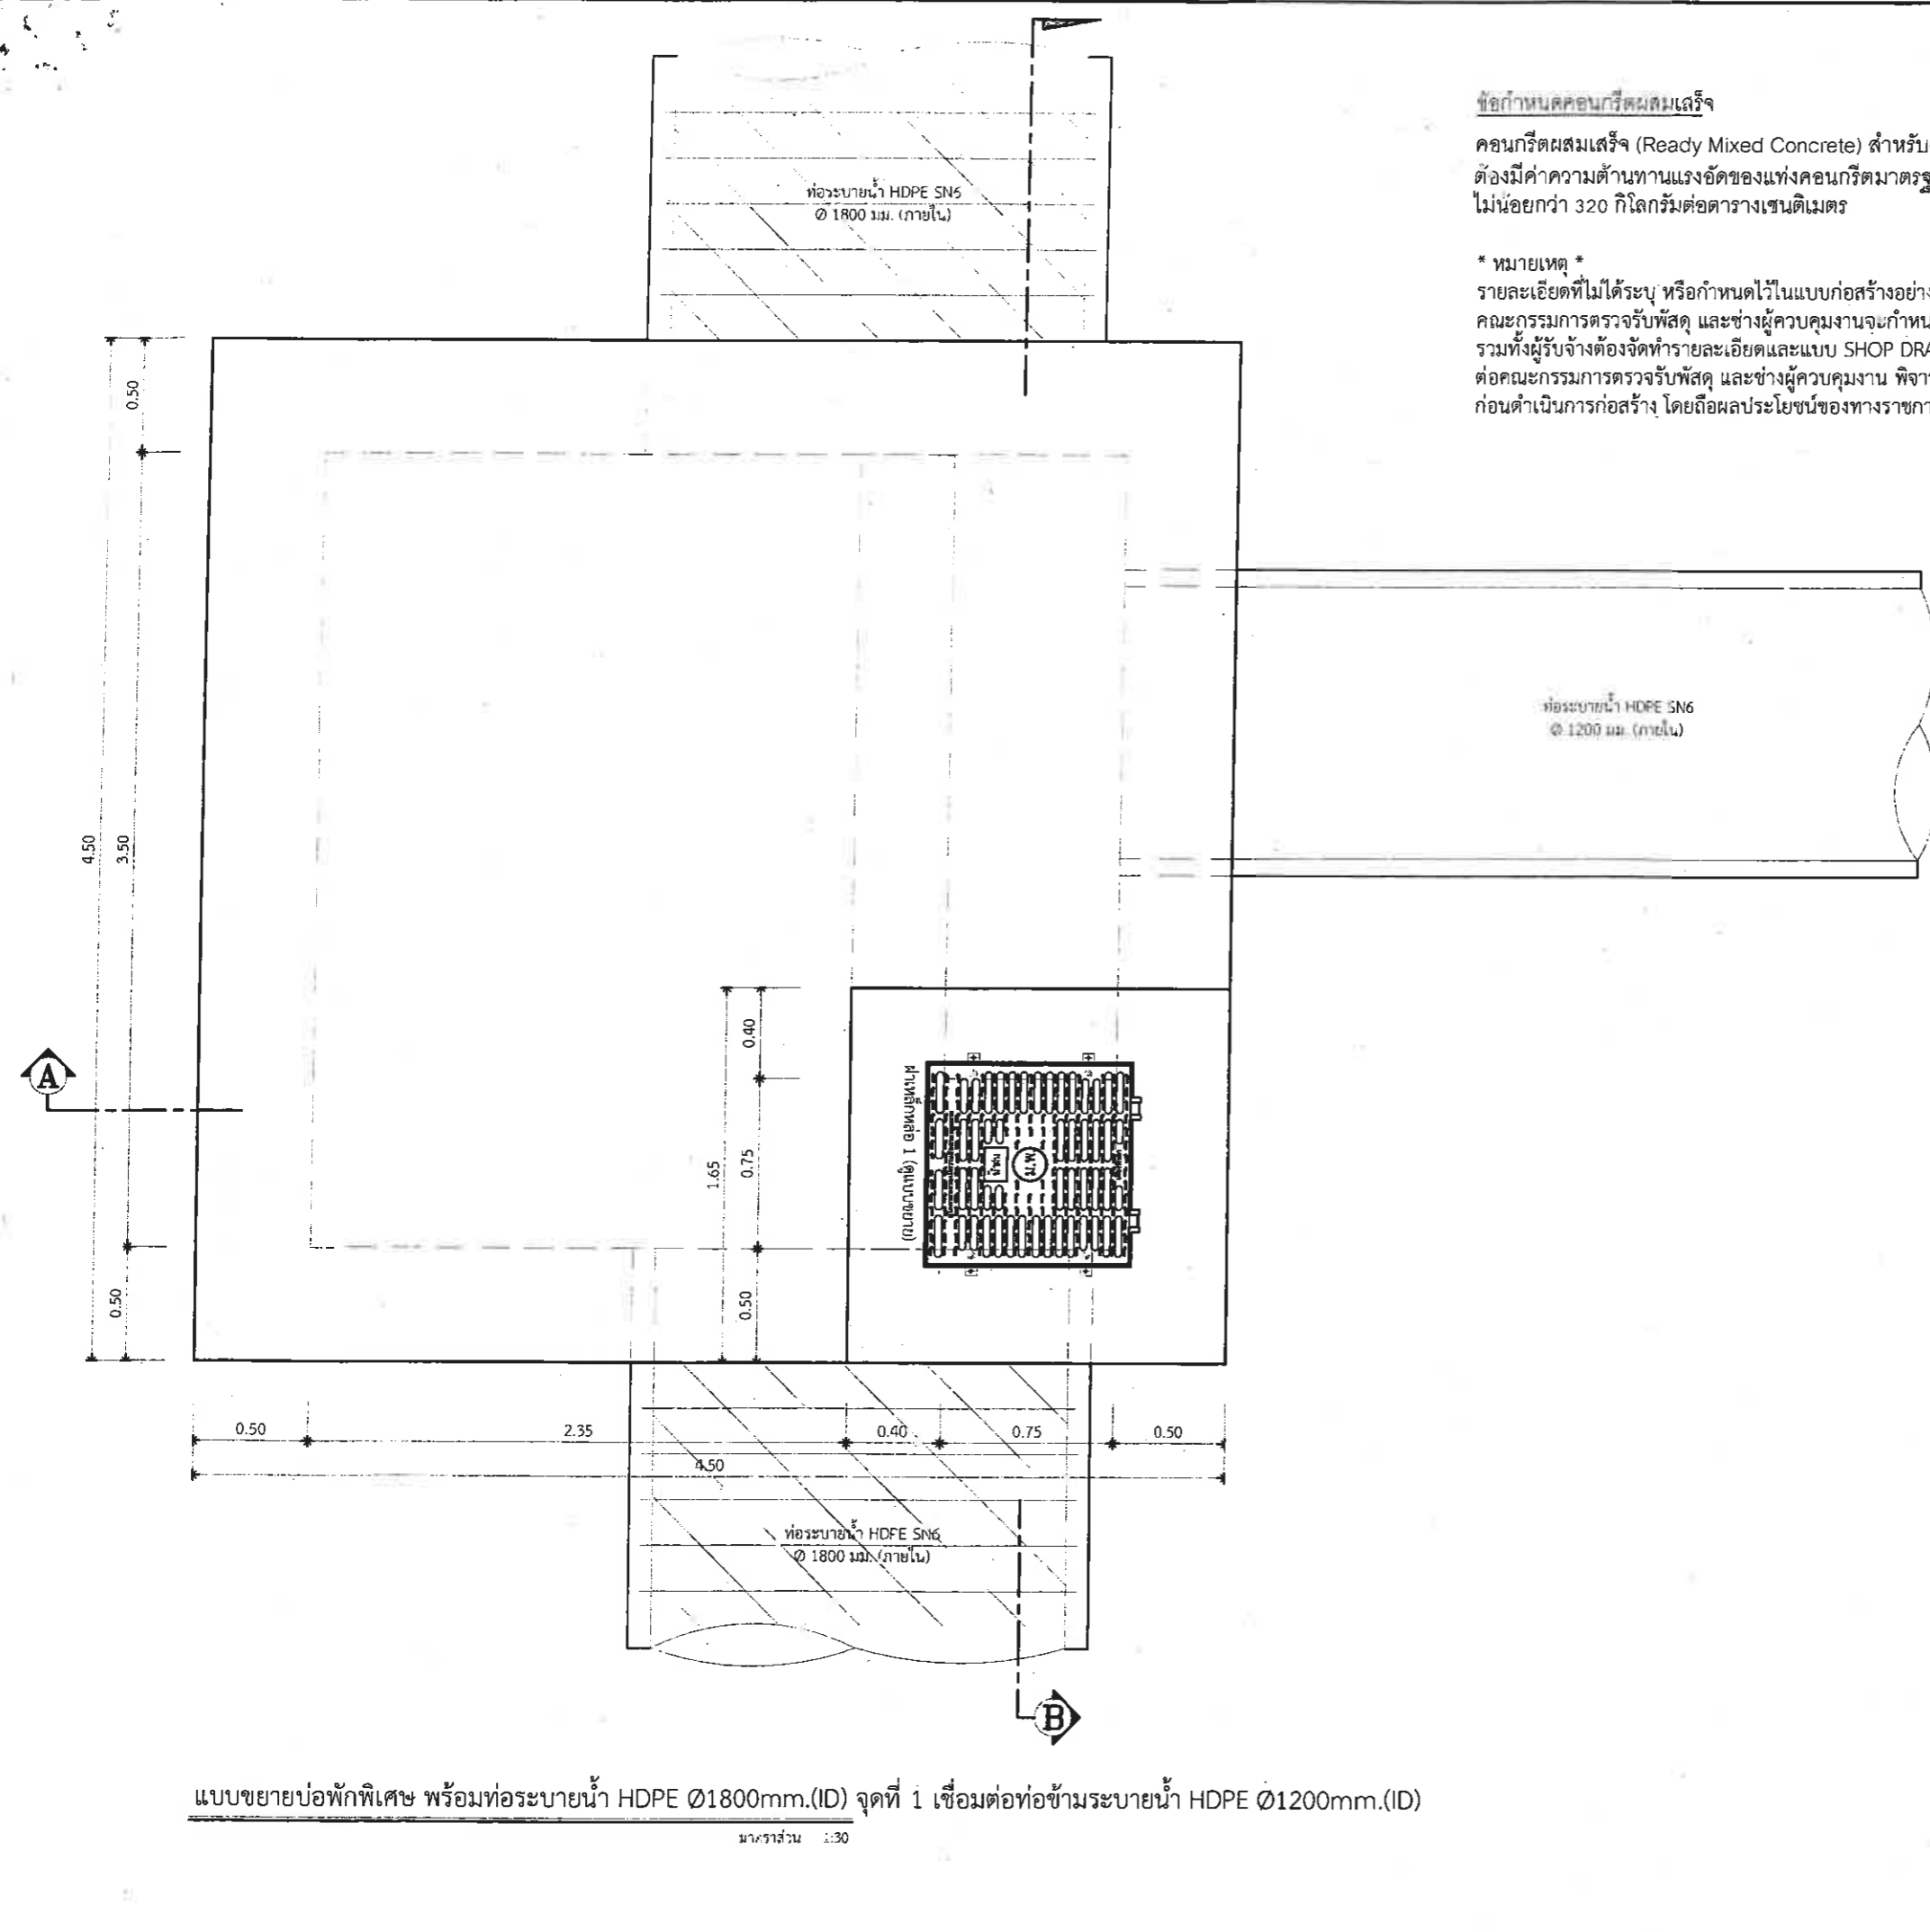 ข้อกำหนดคอนกรีตผสมเสร็จ
คอนกรีตผสมเสร็จ (Ready Mixed Concrete) สำหรับ
ต้องมีค่าความต้านทานแรงอัดของแท่งคอนกรีตมาตรฐ
ไม่น้อยกว่า 320 กิโลกรัมต่อตารางเซนติเมตร
* หมายเหตุ *
รายละเอียดที่ไม่ได้ระบุ หรือกำหนดไว้ในแบบก่อสร้างอย่าง
คณะกรรมการตรวจรับพัสดุ และช่างผู้ควบคุมงานจะกำหน
รวมทั้งผู้รับจ้างต้องจัดทำรายละเอียดและแบบ SHOP DRA
ต่อคณะกรรมการตรวจรับพัสดุ และช่างผู้ควบคุมงาน พิจาร
ก่อนดำเนินการก่อสร้าง โดยถือผลประโยชน์ของทางราชกา
ท่อระบายน้ำ HDPE SN6
Ø 1800 มม. (ภายใน)
0.50
4.50
3.50
0.50
ท่อระบายน้ำ HDPE SN6
Ø 1200 มม. (ภายใน)
A
0.40
1.65
0.75
0.50
ฝาเหล็กหล่อ 1 (ดูแบบขยาย)
0.50
2.35
0.40
0.75
0.50
4.50
ท่อระบายน้ำ HDPE SN6
Ø 1800 มม. (ภายใน)
B
แบบขยายบ่อพักพิเศษ พร้อมท่อระบายน้ำ HDPE Ø1800mm.(ID) จุดที่ 1 เชื่อมต่อท่อข้ามระบายน้ำ HDPE Ø1200mm.(ID)
มาตราส่วน 1:30